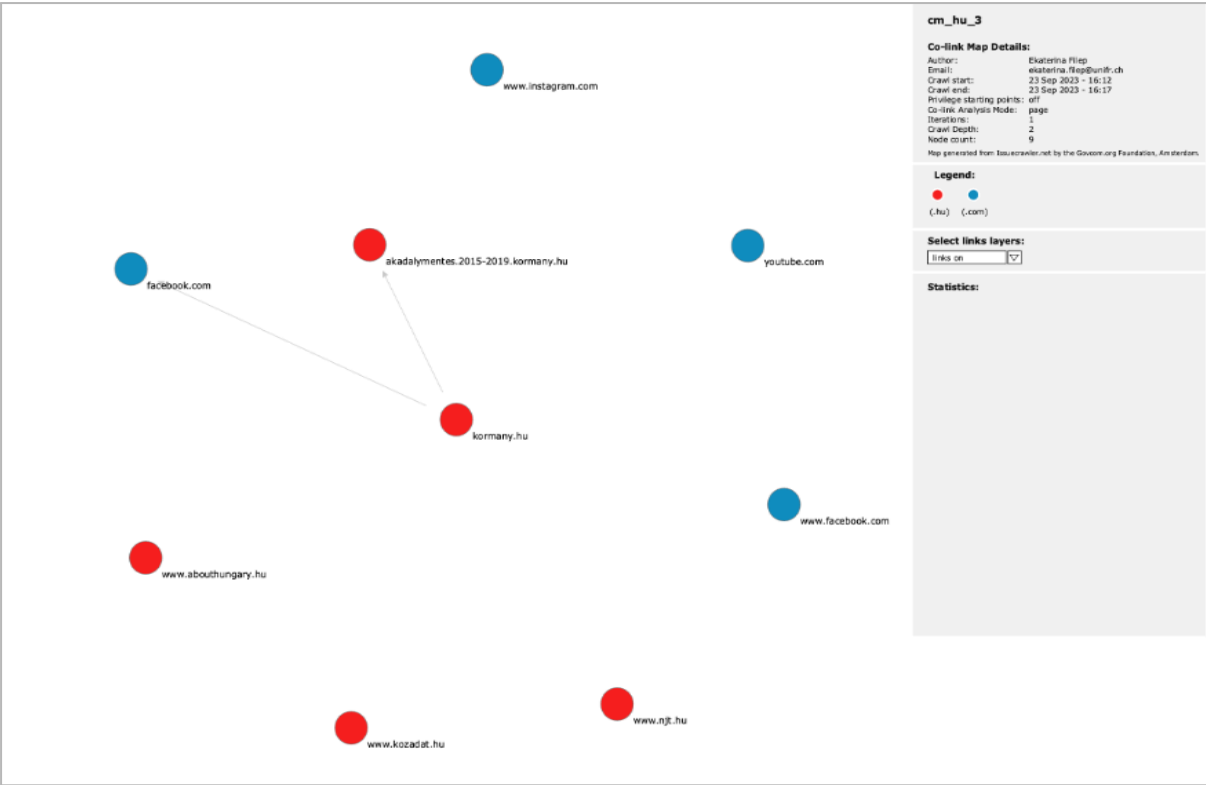 cm_hu_3
Co-link Map Details:
Author: Ekaterina Filep
Email: ekaterina.filep@unifr.ch
Crawl start: 23 Sep 2023 - 16:12
Crawl end: 23 Sep 2023 - 16:17
Privilege starting points: off
Co-link Analysis Mode: page
Iterations: 1
Crawl Depth: 2
Node count: 9
Map generated from Issuecrawler.net by the Govcom.org Foundation, Amsterdam.
Legend:
(.hu) (.com)
Select links layers:
links on
Statistics:
www.instagram.com
akadalymentes.2015-2019.kormany.hu
youtube.com
facebook.com
kormany.hu
www.facebook.com
www.abouthungary.hu
www.njt.hu
www.kozadat.hu